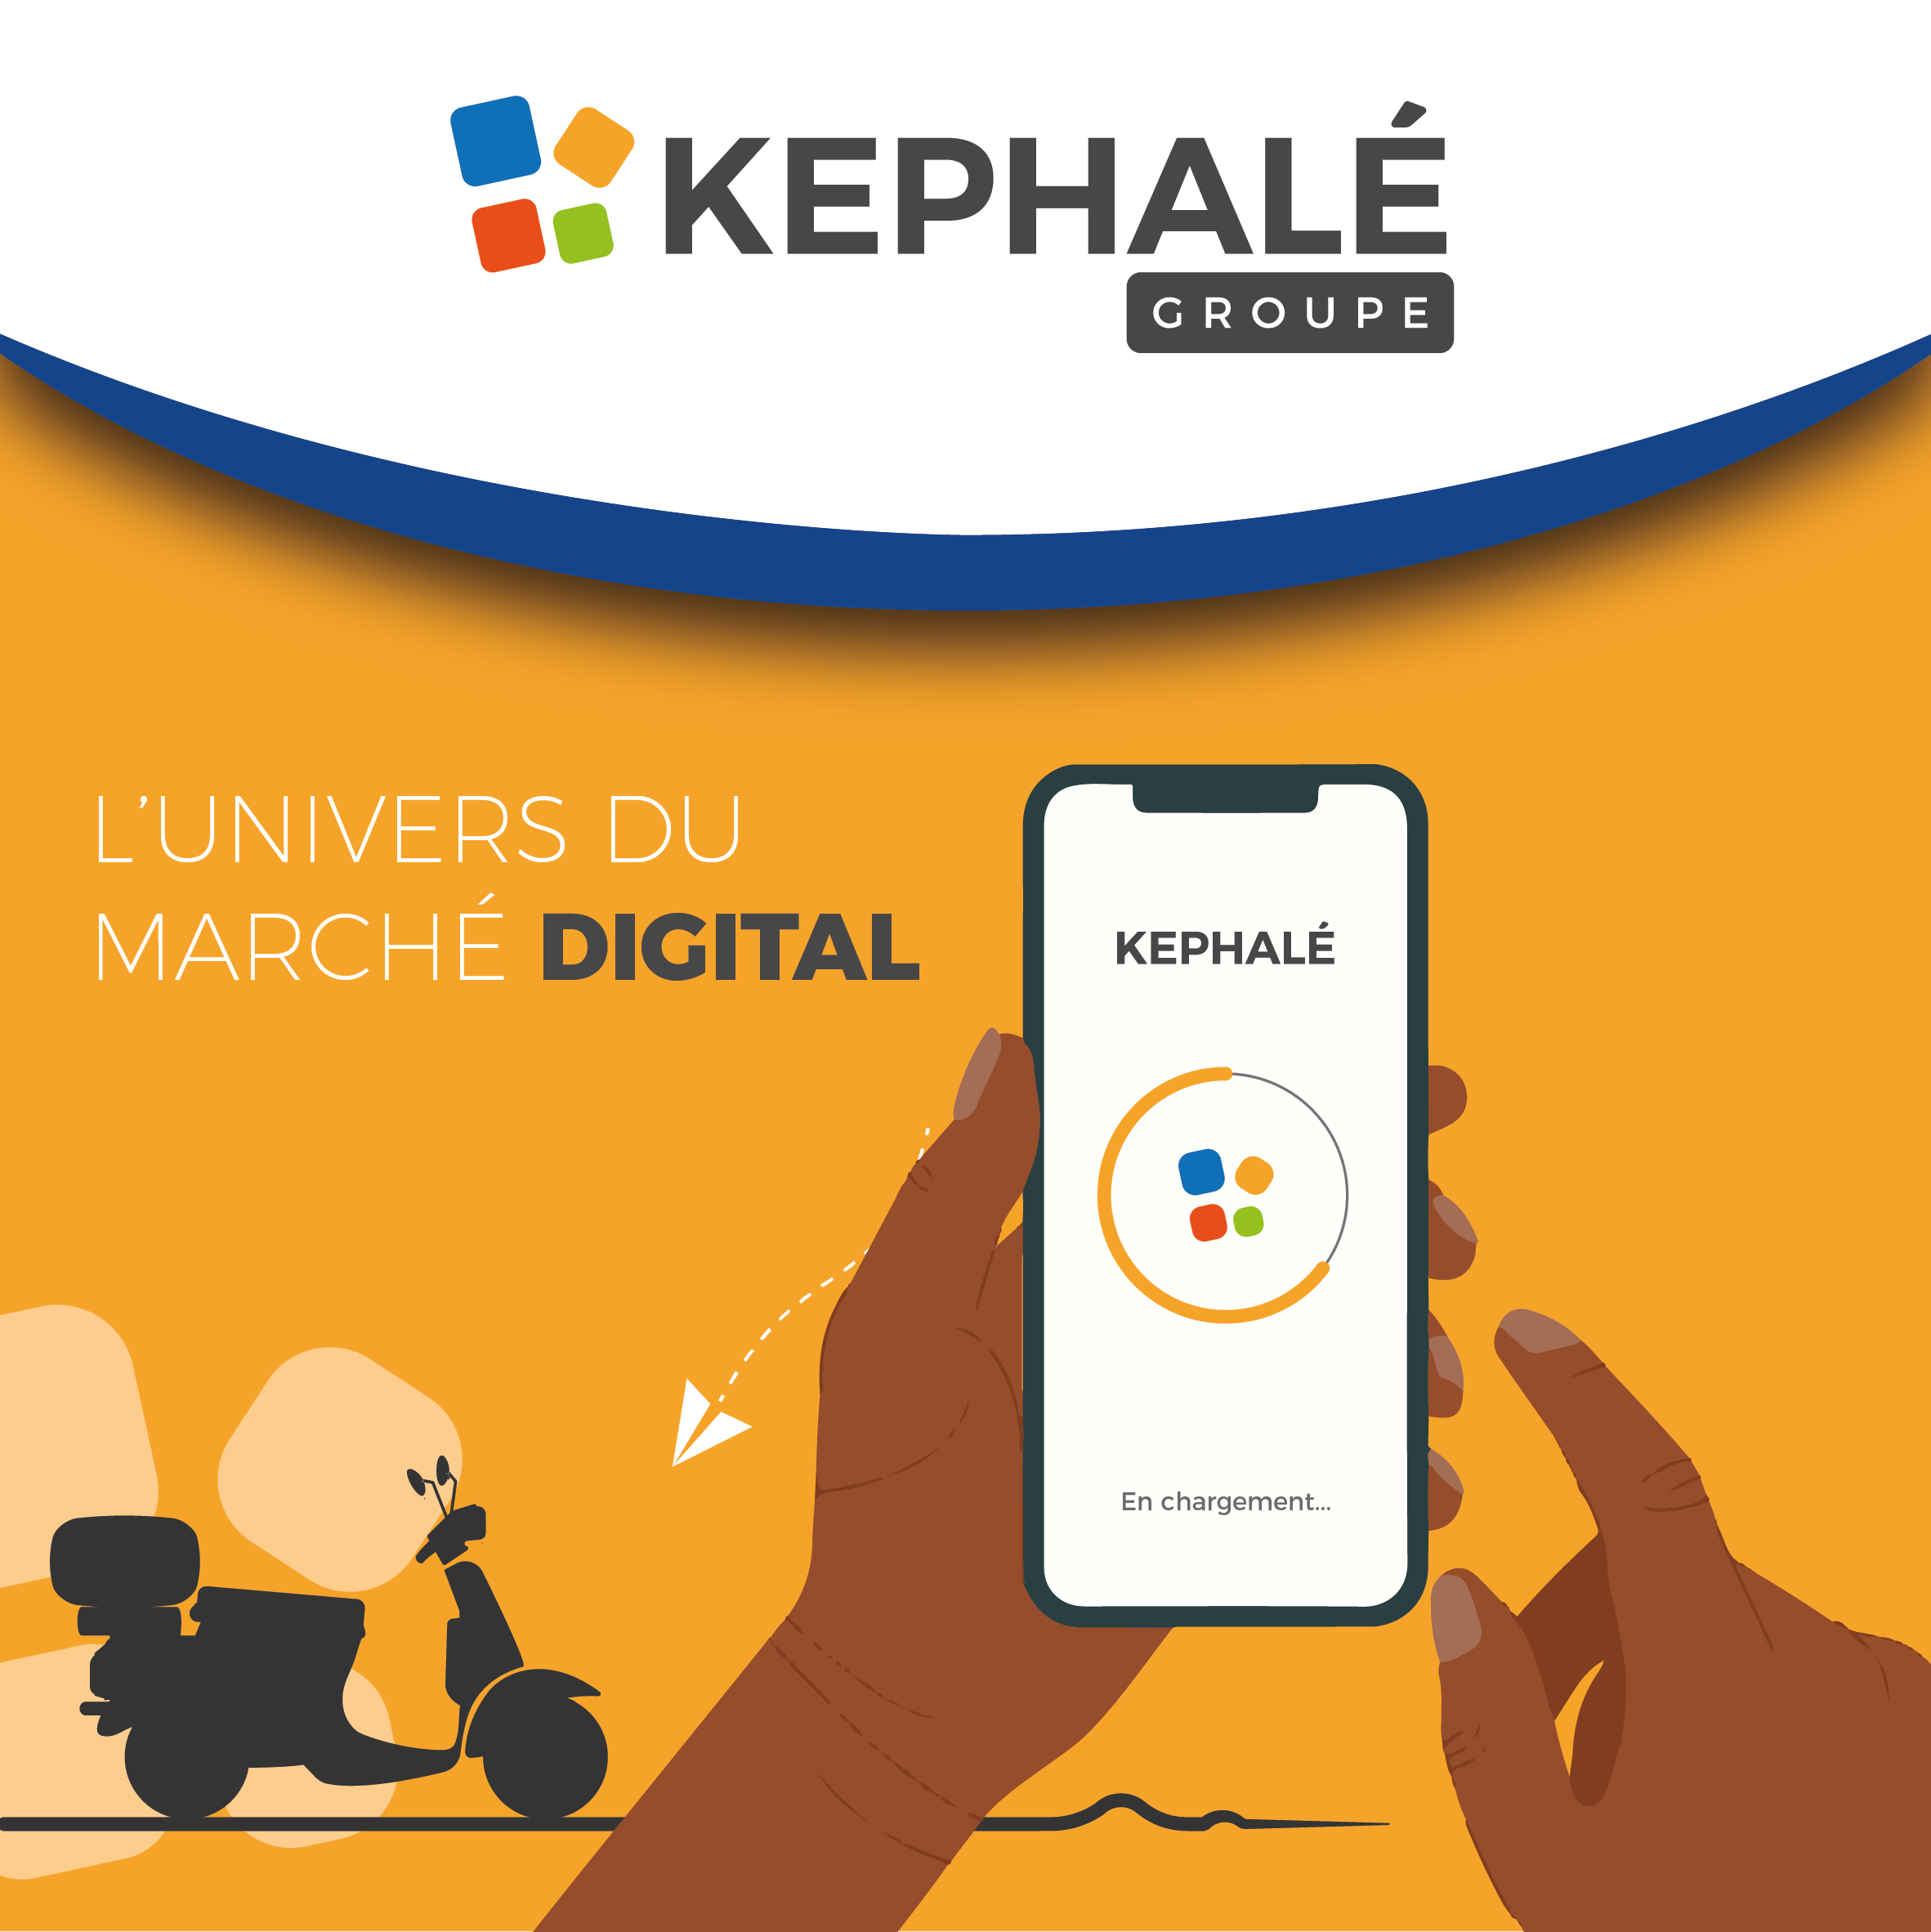 KEPHALÉ
GROUPE
L'UNIVERS DU
MARCHÉ DIGITAL
KEPHALÉ
En chargement...